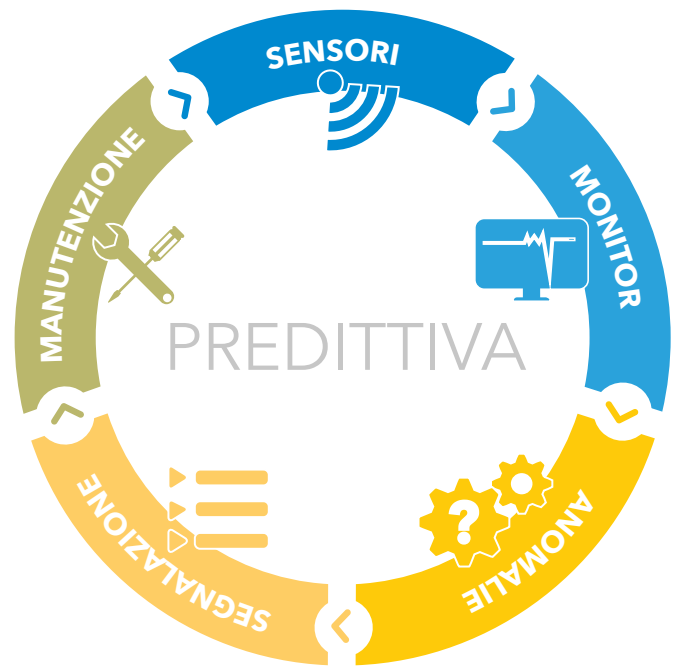 SENSORI
MONITOR
ANOMALIE
SEGNALAZIONE
MANUTENZIONE
PREDITTIVA
?